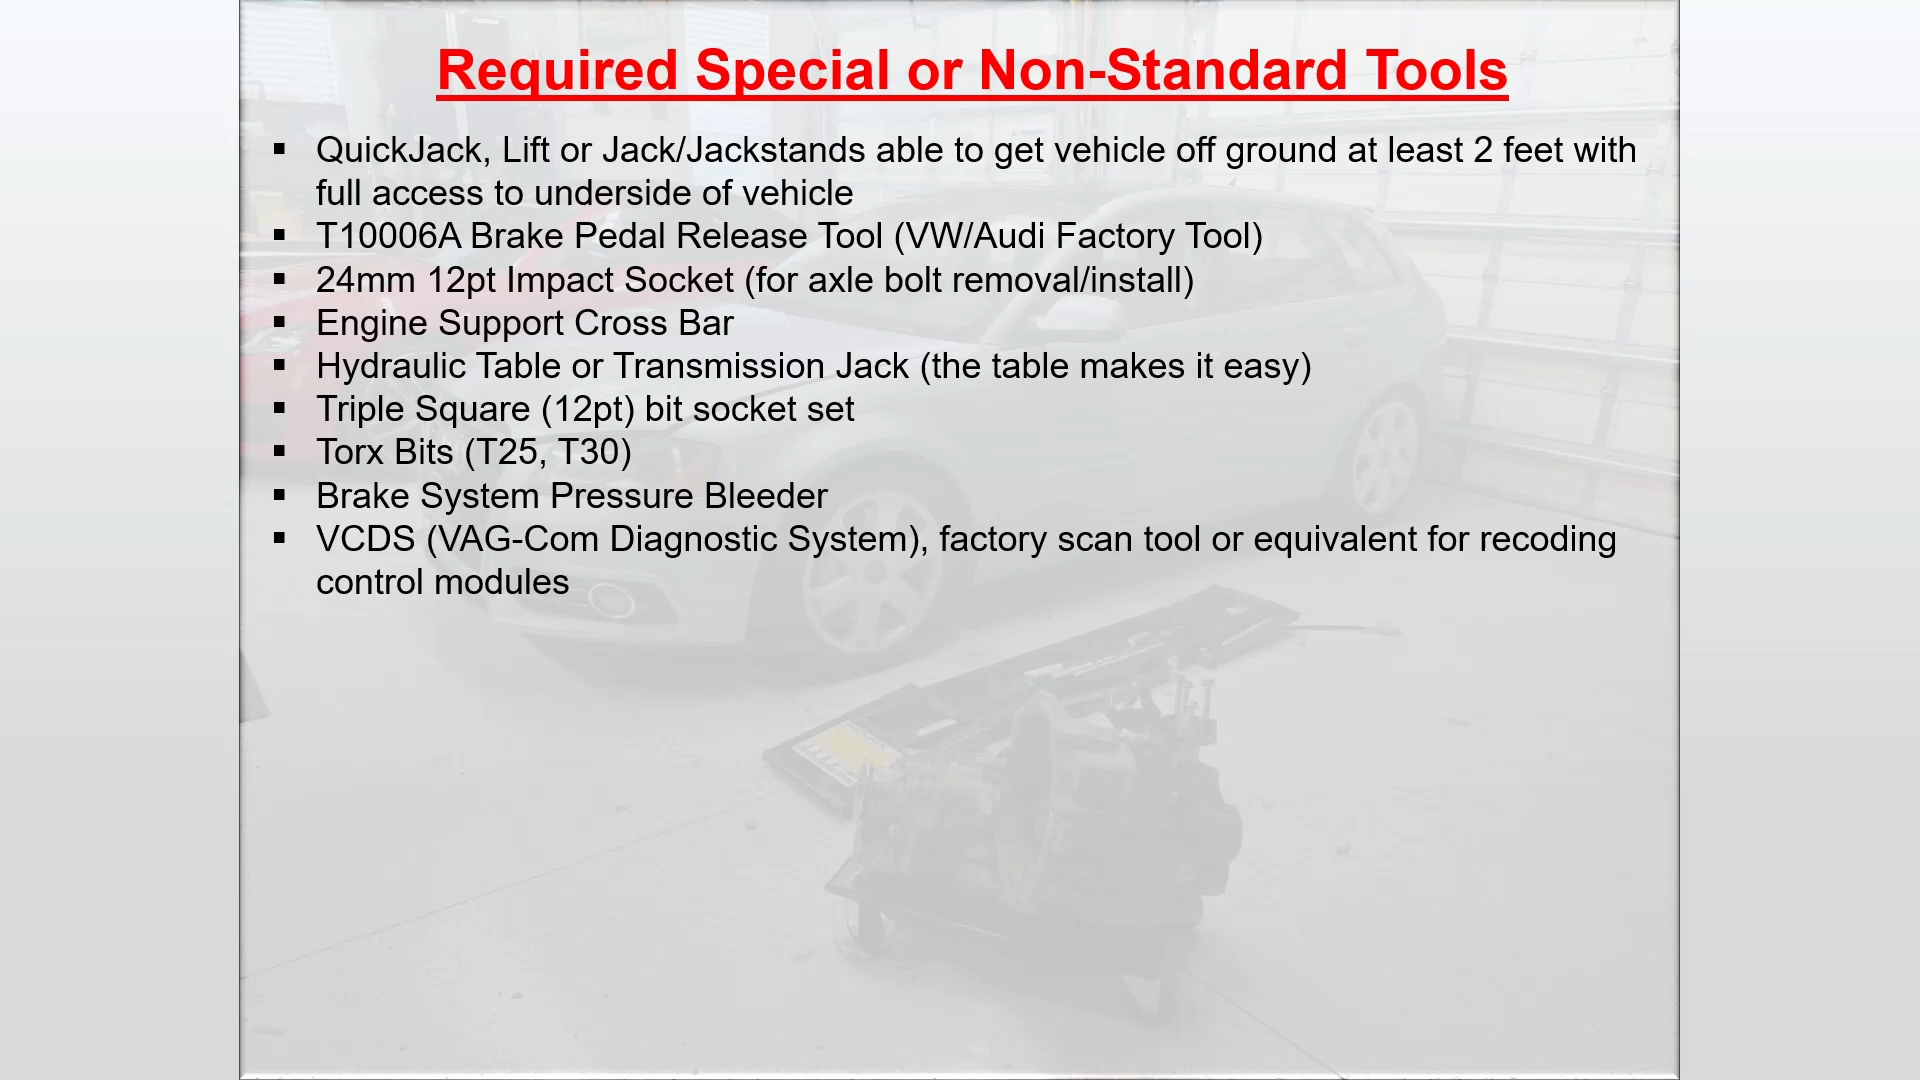 Required Special or Non-Standard Tools
▪ QuickJack, Lift or Jack/Jackstands able to get vehicle off ground at least 2 feet with
full access to underside of vehicle
▪ T10006A Brake Pedal Release Tool (VW/Audi Factory Tool)
▪ 24mm 12pt Impact Socket (for axle bolt removal/install)
▪ Engine Support Cross Bar
▪ Hydraulic Table or Transmission Jack (the table makes it easy)
▪ Triple Square (12pt) bit socket set
▪ Torx Bits (T25, T30)
▪ Brake System Pressure Bleeder
▪ VCDS (VAG-Com Diagnostic System), factory scan tool or equivalent for recoding
control modules